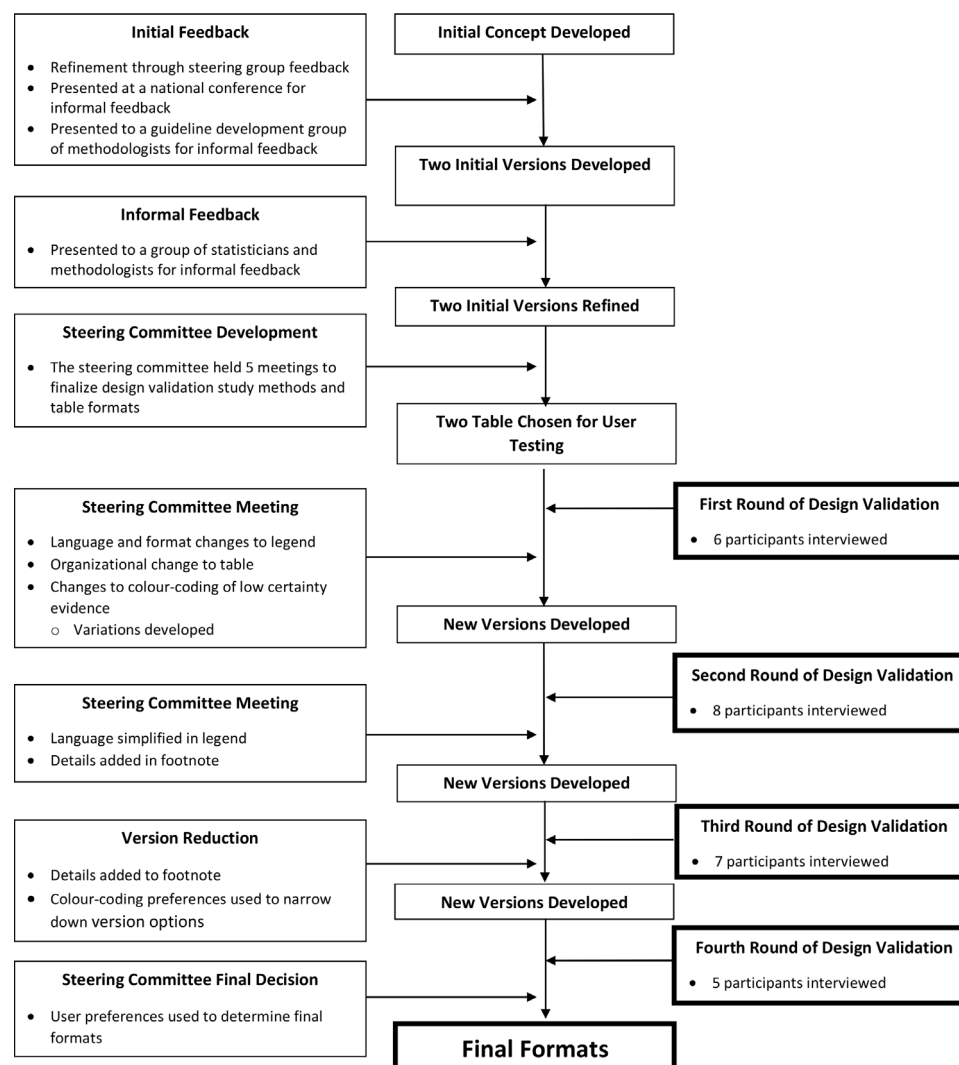 Initial Feedback
• Refinement through steering group feedback
• Presented at a national conference for
informal feedback
• Presented to a guideline development group
of methodologists for informal feedback
Initial Concept Developed
Two Initial Versions Developed
Informal Feedback
• Presented to a group of statisticians and
methodologists for informal feedback
Two Initial Versions Refined
Steering Committee Development
• The steering committee held 5 meetings to
finalize design validation study methods and
table formats
Two Table Chosen for User
Testing
Steering Committee Meeting
• Language and format changes to legend
• Organizational change to table
• Changes to colour-coding of low certainty
evidence
o Variations developed
First Round of Design Validation
• 6 participants interviewed
New Versions Developed
Second Round of Design Validation
• 8 participants interviewed
Steering Committee Meeting
• Language simplified in legend
• Details added in footnote
New Versions Developed
Third Round of Design Validation
• 7 participants interviewed
Version Reduction
• Details added to footnote
• Colour-coding preferences used to narrow
down version options
New Versions Developed
Fourth Round of Design Validation
• 5 participants interviewed
Steering Committee Final Decision
• User preferences used to determine final
formats
Final Formats